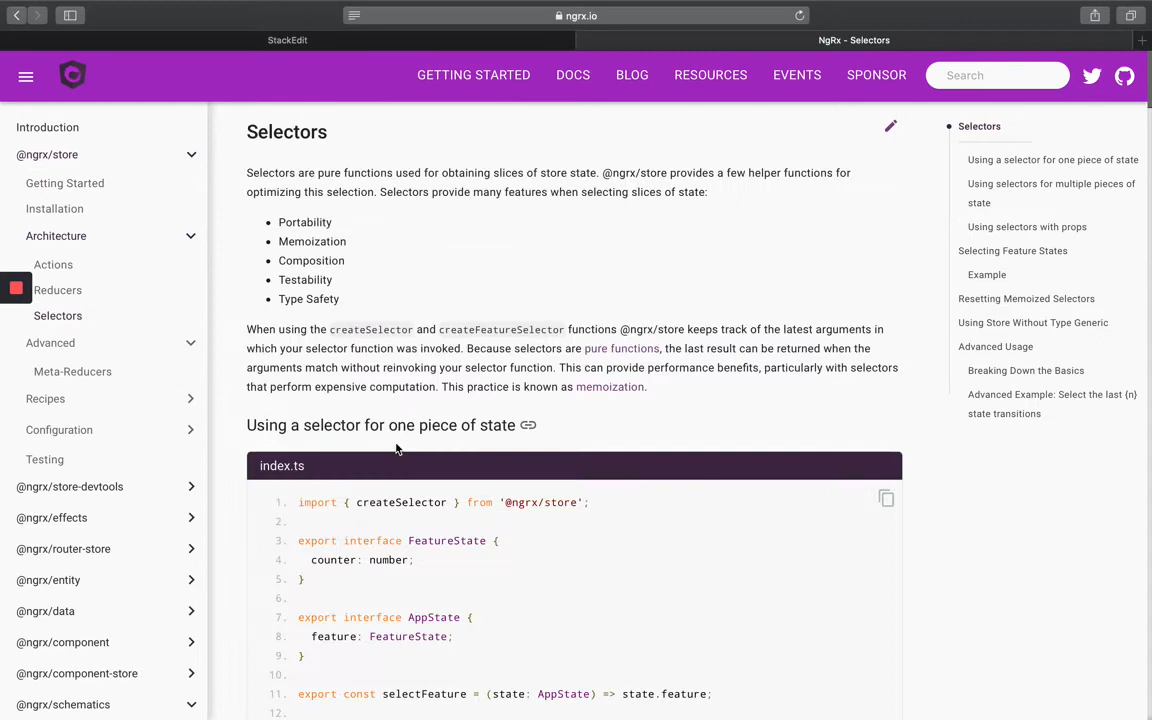 ngrx.io
StackEdit
NgRx - Selectors
GETTING STARTED
DOCS
BLOG
RESOURCES
EVENTS
SPONSOR
Search
Introduction
@ngrx/store
Getting Started
Installation
Architecture
Actions
Reducers
Selectors
Advanced
Meta-Reducers
Recipes
Configuration
Testing
@ngrx/store-devtools
@ngrx/effects
@ngrx/router-store
@ngrx/entity
@ngrx/data
@ngrx/component
@ngrx/component-store
@ngrx/schematics
Selectors
Selectors are pure functions used for obtaining slices of store state. @ngrx/store provides a few helper functions for
optimizing this selection. Selectors provide many features when selecting slices of state:
Portability
Memoization
Composition
Testability
Type Safety
When using the createSelector and createFeatureSelector functions @ngrx/store keeps track of the latest arguments in
which your selector function was invoked. Because selectors are pure functions, the last result can be returned when the
arguments match without reinvoking your selector function. This can provide performance benefits, particularly with selectors
that perform expensive computation. This practice is known as memoization.
Using a selector for one piece of state
index.ts
1. import { createSelector } from '@ngrx/store';
2.
3. export interface FeatureState {
4. counter: number;
5. }
6.
7. export interface AppState {
8. feature: FeatureState;
9. }
10.
11. export const selectFeature = (state: AppState) => state.feature;
12.
Selectors
Using a selector for one piece of state
Using selectors for multiple pieces of
state
Using selectors with props
Selecting Feature States
Example
Resetting Memoized Selectors
Using Store Without Type Generic
Advanced Usage
Breaking Down the Basics
Advanced Example: Select the last {n}
state transitions